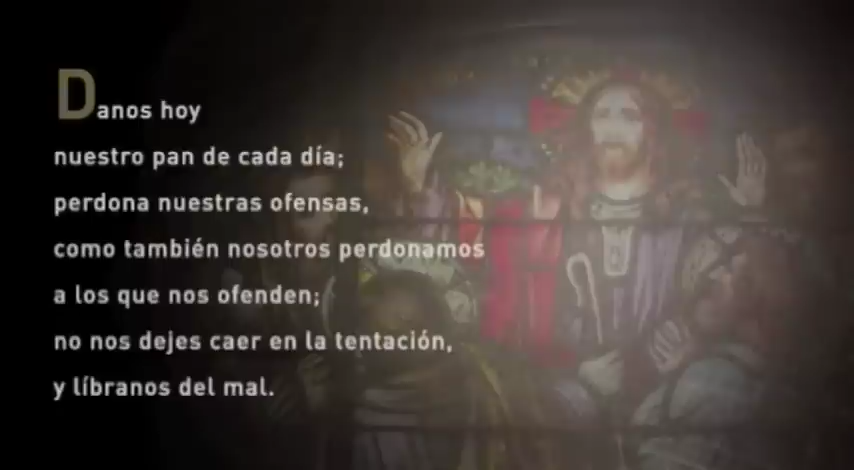 Danos hoy
nuestro pan de cada día;
perdona nuestras ofensas,
como también nosotros perdonamos
a los que nos ofenden;
no nos dejes caer en la tentación,
y líbranos del mal.